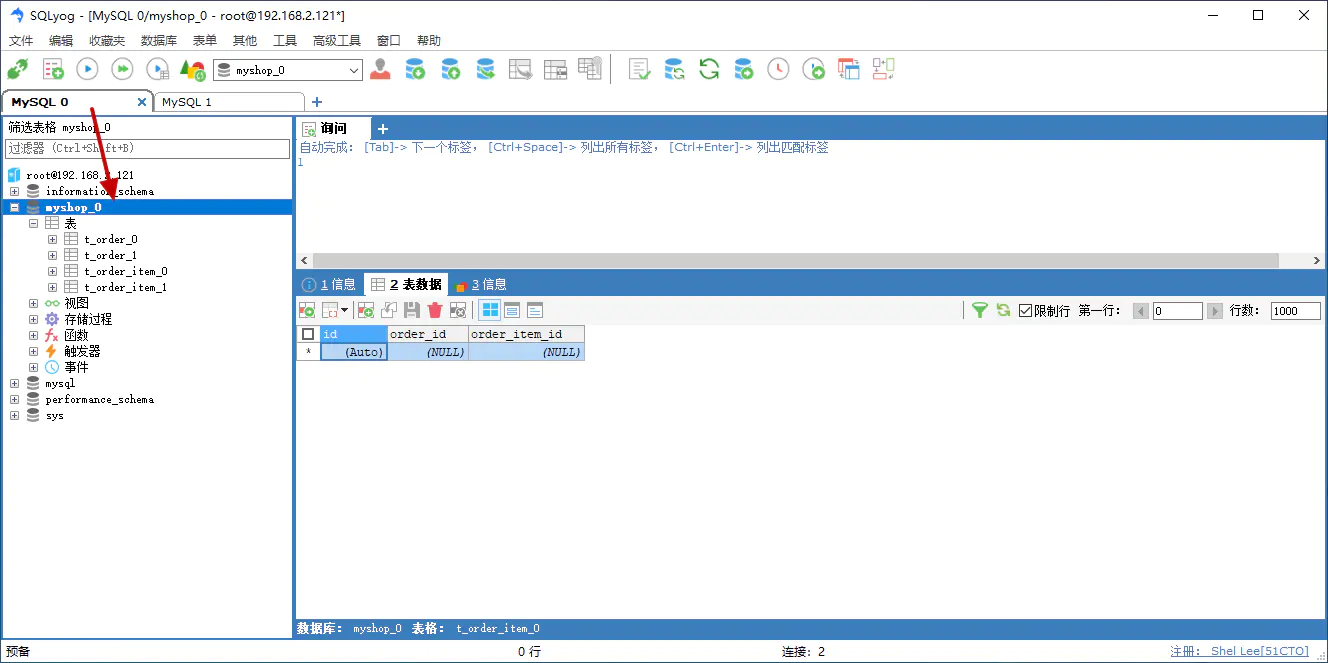 SQLyog - [MySQL 0/myshop_0 - root@192.168.2.121*]
文件 编辑 收藏夹 数据库 表单 其他 工具 高级工具 窗口 帮助
myshop_0
MySQL 0 MySQL 1
筛选表格 myshop_0
过滤器 (Ctrl+Shift+B)
root@192.168.2.121
information_schema
myshop_0
表
t_order_0
t_order_1
t_order_item_0
t_order_item_1
视图
存储过程
函数
触发器
事件
mysql
performance_schema
sys
询问
自动完成： [Tab]-> 下一个标签， [Ctrl+Space]-> 列出所有标签， [Ctrl+Enter]-> 列出匹配标签
1
1 信息 2 表数据 3 信息
限制行 第一行： 0 行数： 1000
id order_id order_item_id
* (Auto) (NULL) (NULL)
数据库： myshop_0 表格： t_order_item_0
预备 0 行 连接： 2 注册： Shel Lee[51CTO]